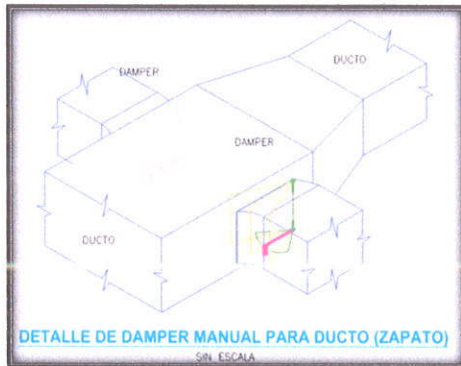 DAMPER
DUCTO
DAMPER
DUCTO
DETALLE DE DAMPER MANUAL PARA DUCTO (ZAPATO)
SIN ESCALA